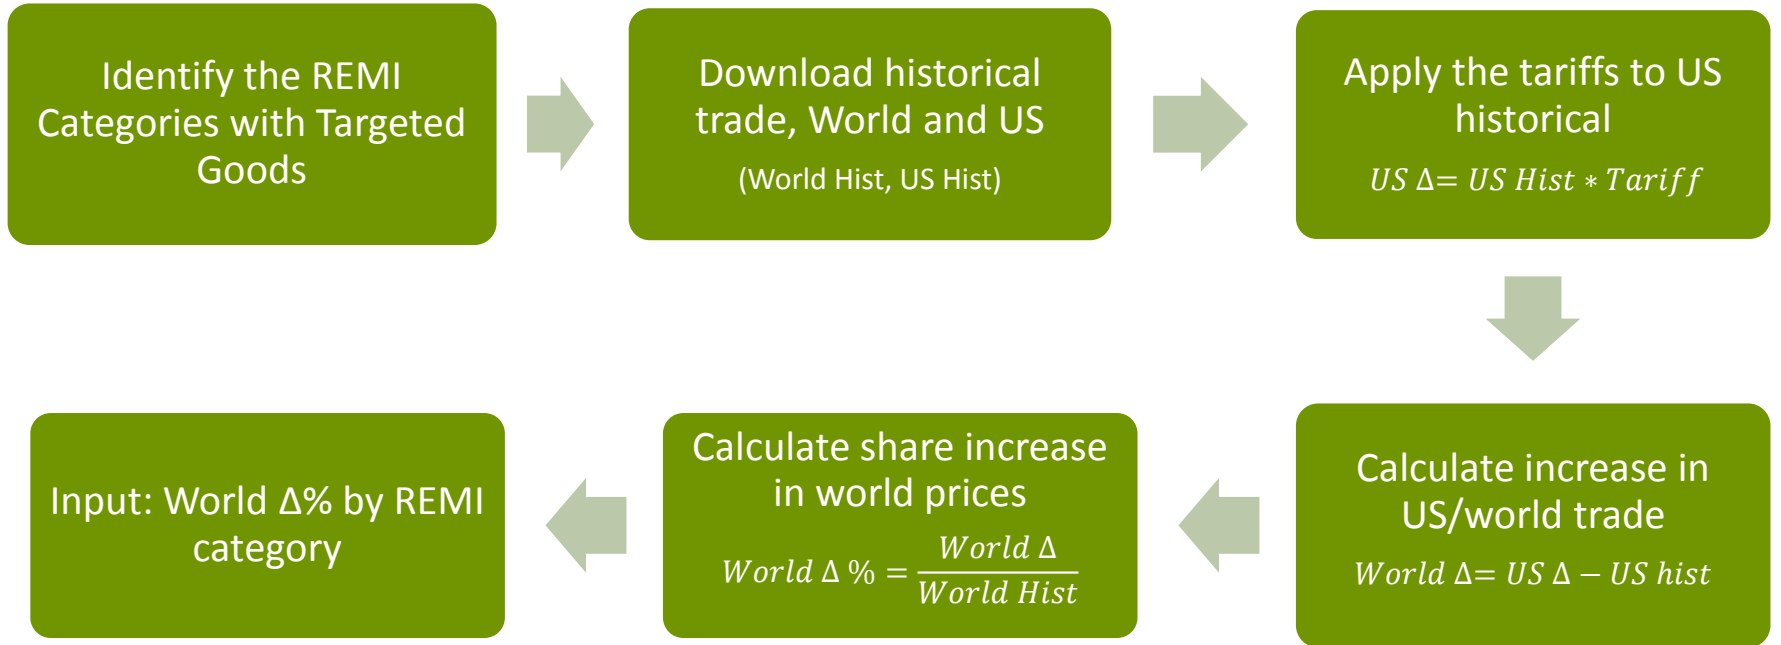 Identify the REMI
Categories with Targeted
Goods
Download historical
trade, World and US
(World Hist, US Hist)
Apply the tariffs to US
historical
US Δ= US Hist ∗ Tariff
Calculate increase in
US/world trade
World Δ= US Δ − US hist
Calculate share increase
in world prices
World Δ % = World Δ / World Hist
Input: World Δ% by REMI
category